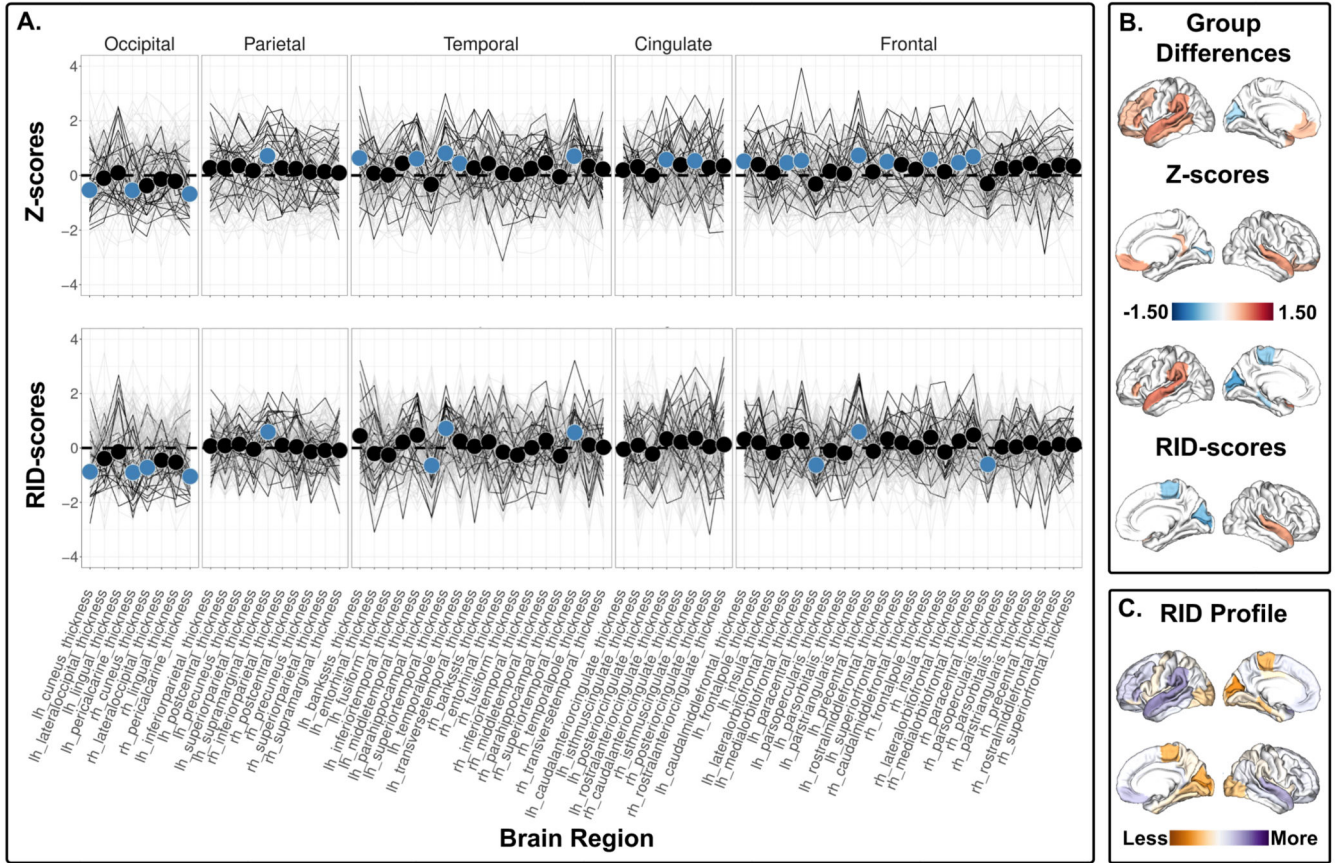 A.
Occipital
Parietal
Temporal
Cingulate
Frontal
Z-scores
4
2
0
−2
−4
RID-scores
4
2
0
−2
−4
lh_cuneus_thickness
lh_lateraloccipital_thickness
lh_lingual_thickness
lh_pericalcarine_thickness
rh_cuneus_thickness
rh_lateraloccipital_thickness
rh_lingual_thickness
rh_pericalcarine_thickness
lh_inferiorparietal_thickness
lh_postcentral_thickness
lh_precuneus_thickness
lh_superiorparietal_thickness
lh_supramarginal_thickness
rh_inferiorparietal_thickness
rh_postcentral_thickness
rh_precuneus_thickness
rh_superiorparietal_thickness
rh_supramarginal_thickness
lh_bankssts_thickness
lh_entorhinal_thickness
lh_fusiform_thickness
lh_inferiortemporal_thickness
lh_middletemporal_thickness
lh_parahippocampal_thickness
lh_superiortemporal_thickness
lh_temporalpole_thickness
lh_transversetemporal_thickness
rh_bankssts_thickness
rh_entorhinal_thickness
rh_fusiform_thickness
rh_inferiortemporal_thickness
rh_middletemporal_thickness
rh_parahippocampal_thickness
rh_superiortemporal_thickness
rh_temporalpole_thickness
rh_transversetemporal_thickness
lh_caudalanteriorcingulate_thickness
lh_isthmuscingulate_thickness
lh_posteriorcingulate_thickness
lh_rostralanteriorcingulate_thickness
rh_caudalanteriorcingulate_thickness
rh_isthmuscingulate_thickness
rh_posteriorcingulate_thickness
rh_rostralanteriorcingulate_thickness
lh_caudalmiddlefrontal_thickness
lh_frontalpole_thickness
lh_insula_thickness
lh_lateralorbitofrontal_thickness
lh_medialorbitofrontal_thickness
lh_paracentral_thickness
lh_parsopercularis_thickness
lh_parsorbitalis_thickness
lh_parstriangularis_thickness
lh_precentral_thickness
lh_rostralmiddlefrontal_thickness
lh_superiorfrontal_thickness
rh_caudalmiddlefrontal_thickness
rh_frontalpole_thickness
rh_insula_thickness
rh_lateralorbitofrontal_thickness
rh_medialorbitofrontal_thickness
rh_paracentral_thickness
rh_parsopercularis_thickness
rh_parsorbitalis_thickness
rh_parstriangularis_thickness
rh_precentral_thickness
rh_rostralmiddlefrontal_thickness
rh_superiorfrontal_thickness
Brain Region
B.
Group
Differences
Z-scores
-1.50 1.50
RID-scores
C.
RID Profile
Less More